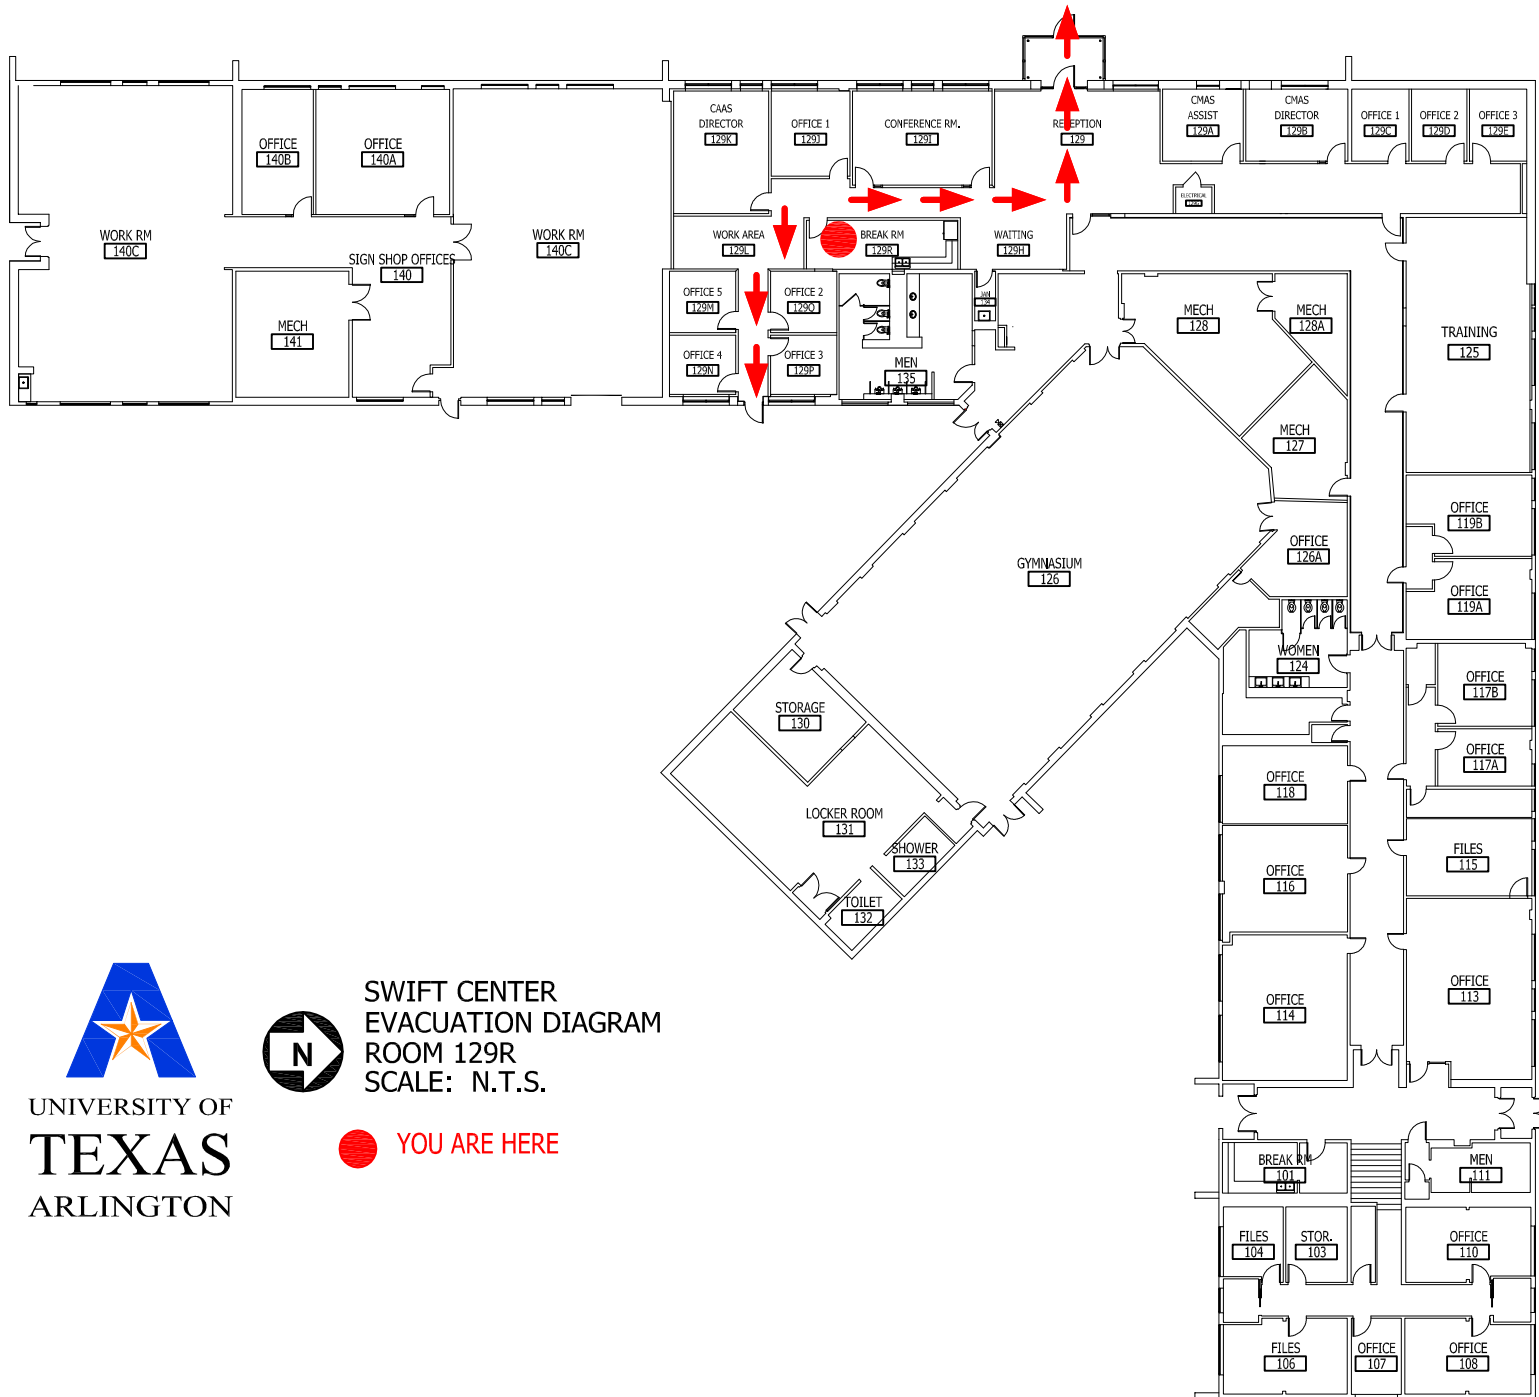 CAAS
DIRECTOR
129K
OFFICE 1
129J
CONFERENCE RM.
129I
RECEPTION
129
CMAS
ASSIST
129A
CMAS
DIRECTOR
129B
OFFICE 1
129C
OFFICE 2
129D
OFFICE 3
129E
OFFICE
140B
OFFICE
140A
ELECTRICAL
WORK RM
140C
SIGN SHOP OFFICES
140
WORK RM
140C
WORK AREA
129L
BREAK RM
129R
WAITING
129H
OFFICE 5
129M
OFFICE 2
129Q
JAN
MECH
141
OFFICE 4
129N
OFFICE 3
129P
MEN
135
MECH
128
MECH
128A
TRAINING
125
MECH
127
OFFICE
119B
OFFICE
126A
GYMNASIUM
126
OFFICE
119A
WOMEN
124
OFFICE
117B
STORAGE
130
OFFICE
117A
OFFICE
118
LOCKER ROOM
131
SHOWER
133
FILES
115
OFFICE
116
TOILET
132
OFFICE
113
OFFICE
114
SWIFT CENTER
EVACUATION DIAGRAM
ROOM 129R
SCALE: N.T.S.
N
YOU ARE HERE
UNIVERSITY OF
TEXAS
ARLINGTON
BREAK RM
101
MEN
111
FILES
104
STOR.
103
OFFICE
110
FILES
106
OFFICE
107
OFFICE
108